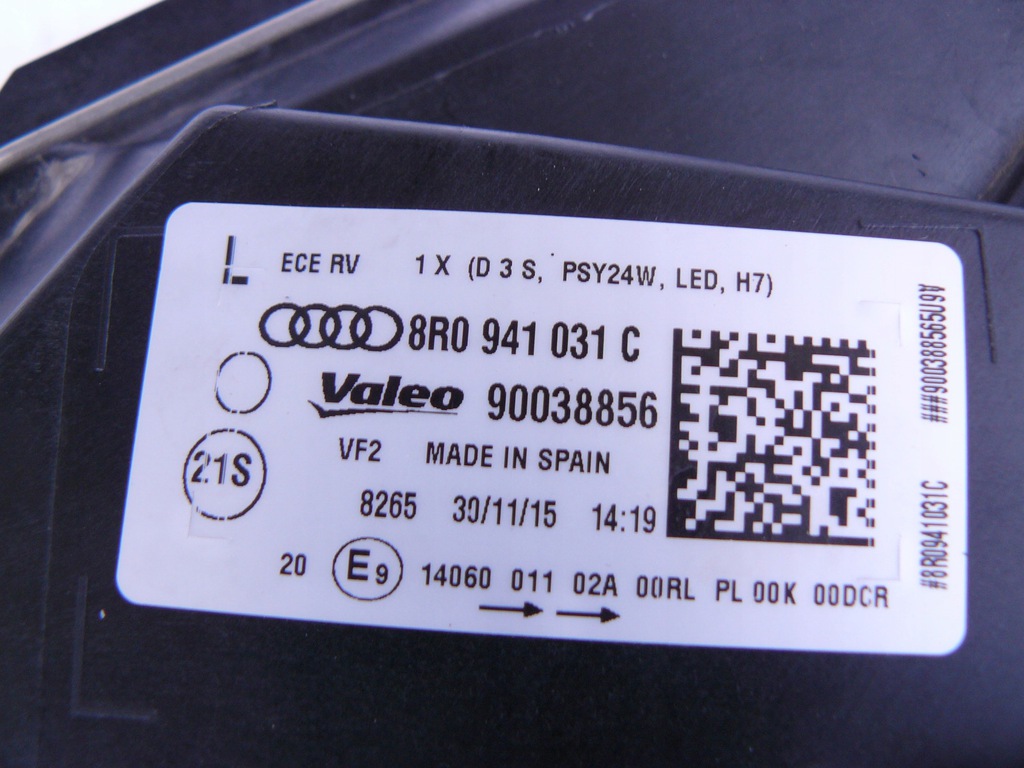 L ECE RV 1 X (D 3 S, PSY24W, LED, H7)
8R0 941 031 C
Valeo 90038856
21S
VF2 MADE IN SPAIN
8265 30/11/15 14:19
20 E9 14060 011 02A 00RL PL 00K 00DCR
#8R0941031C ###90038856SU9A